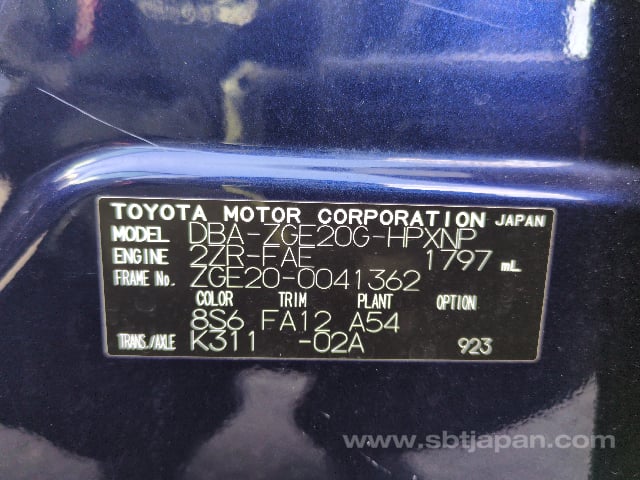 TOYOTA MOTOR CORPORATION JAPAN
MODEL DBA-ZGE20G-HPXNP
ENGINE 2ZR-FAE 1797 mL
FRAME No. ZGE20-0041362
COLOR TRIM PLANT OPTION
8S6 FA12 A54
TRANS./AXLE K311 -02A 923
www.sbtjapan.com